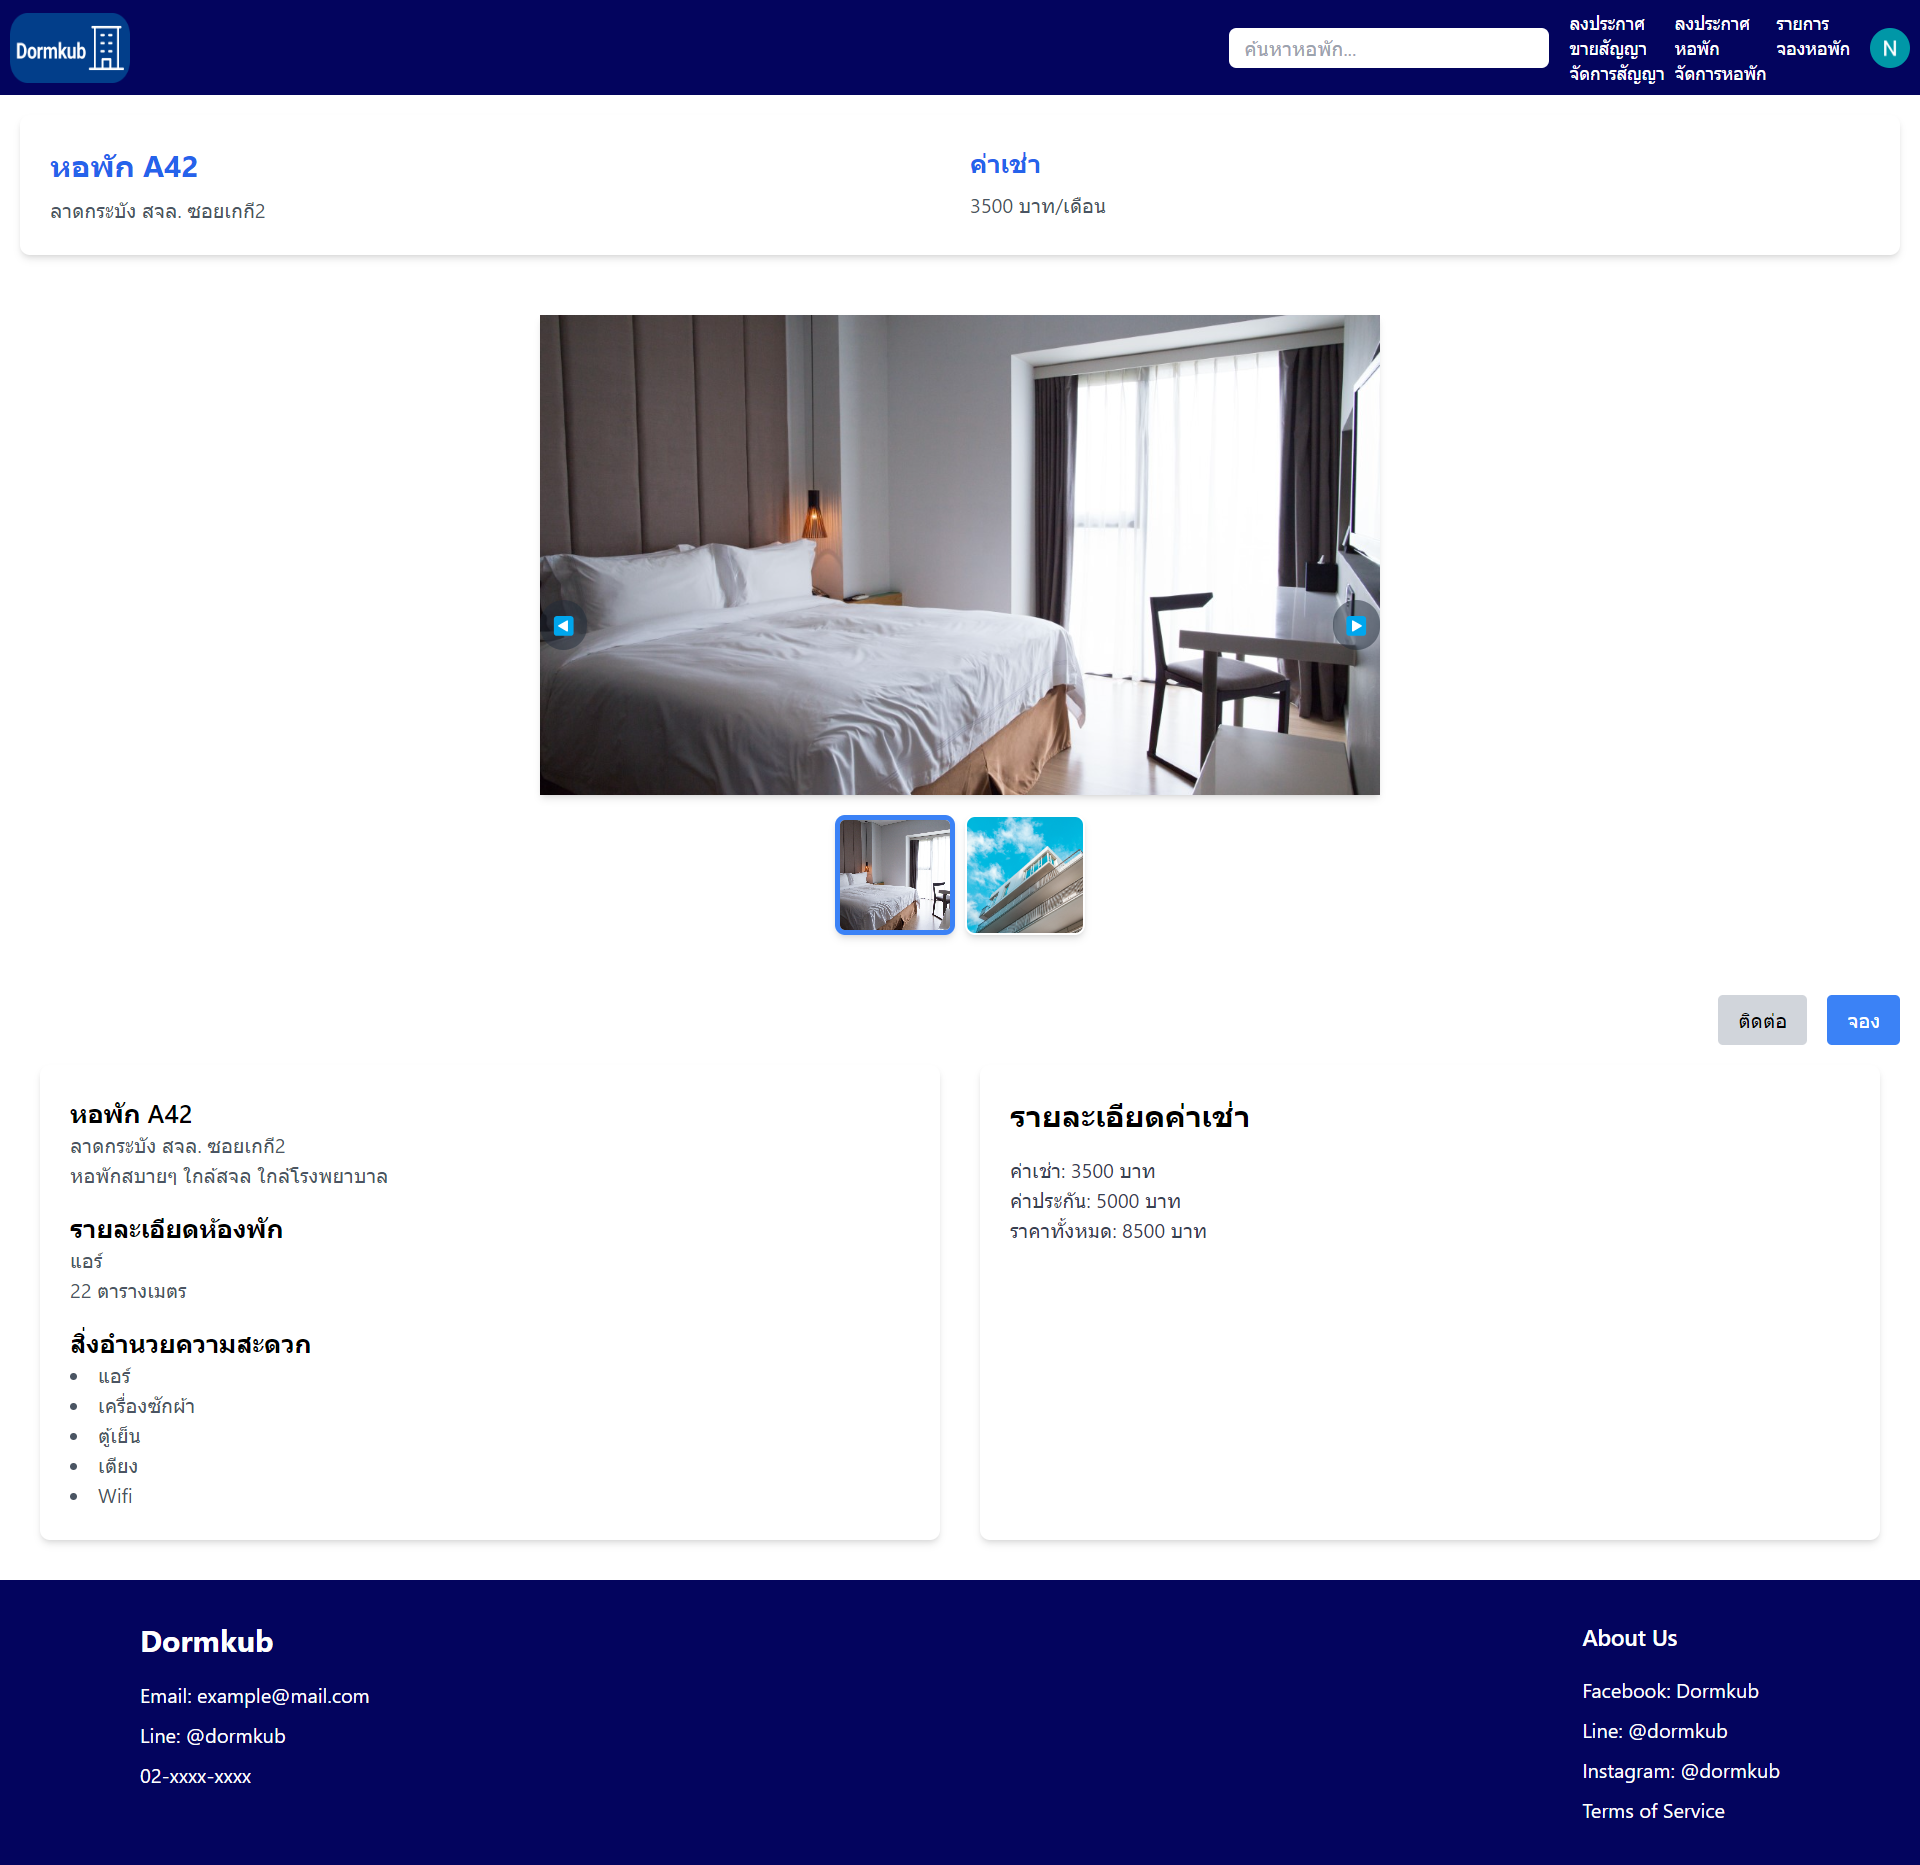 Dormkub
ค้นหาหอพัก...
ลงประกาศ
ขายสัญญา
จัดการสัญญา
ลงประกาศ
หอพัก
จัดการหอพัก
รายการ
จองหอพัก
N
หอพัก A42
ลาดกระบัง สจล. ซอยเกกี2
ค่าเช่า
3500 บาท/เดือน
ติดต่อ
จอง
หอพัก A42
ลาดกระบัง สจล. ซอยเกกี2
หอพักสบายๆ ใกล้สจล ใกล้โรงพยาบาล
รายละเอียดห้องพัก
แอร์
22 ตารางเมตร
สิ่งอำนวยความสะดวก
• แอร์
• เครื่องซักผ้า
• ตู้เย็น
• เตียง
• Wifi
รายละเอียดค่าเช่า
ค่าเช่า: 3500 บาท
ค่าประกัน: 5000 บาท
ราคาทั้งหมด: 8500 บาท
Dormkub
Email: example@mail.com
Line: @dormkub
02-xxxx-xxxx
About Us
Facebook: Dormkub
Line: @dormkub
Instagram: @dormkub
Terms of Service